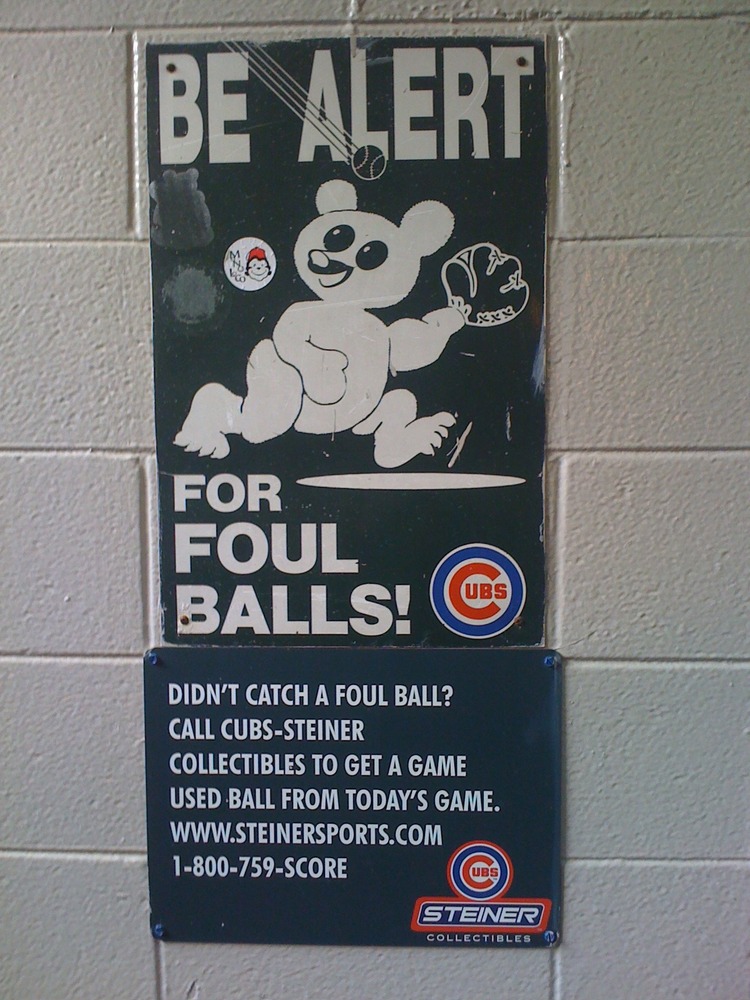 BE ALERT
FOR
FOUL
BALLS!
CUBS
DIDN'T CATCH A FOUL BALL?
CALL CUBS-STEINER
COLLECTIBLES TO GET A GAME
USED BALL FROM TODAY'S GAME.
WWW.STEINERSPORTS.COM
1-800-759-SCORE
CUBS
STEINER
COLLECTIBLES